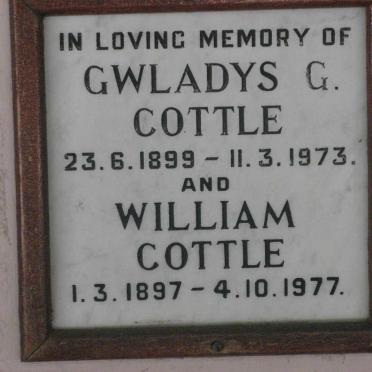 IN LOVING MEMORY OF
GWLADYS G.
COTTLE
23.6.1899 - 11.3.1973.
AND
WILLIAM
COTTLE
1.3.1897 - 4.10.1977.